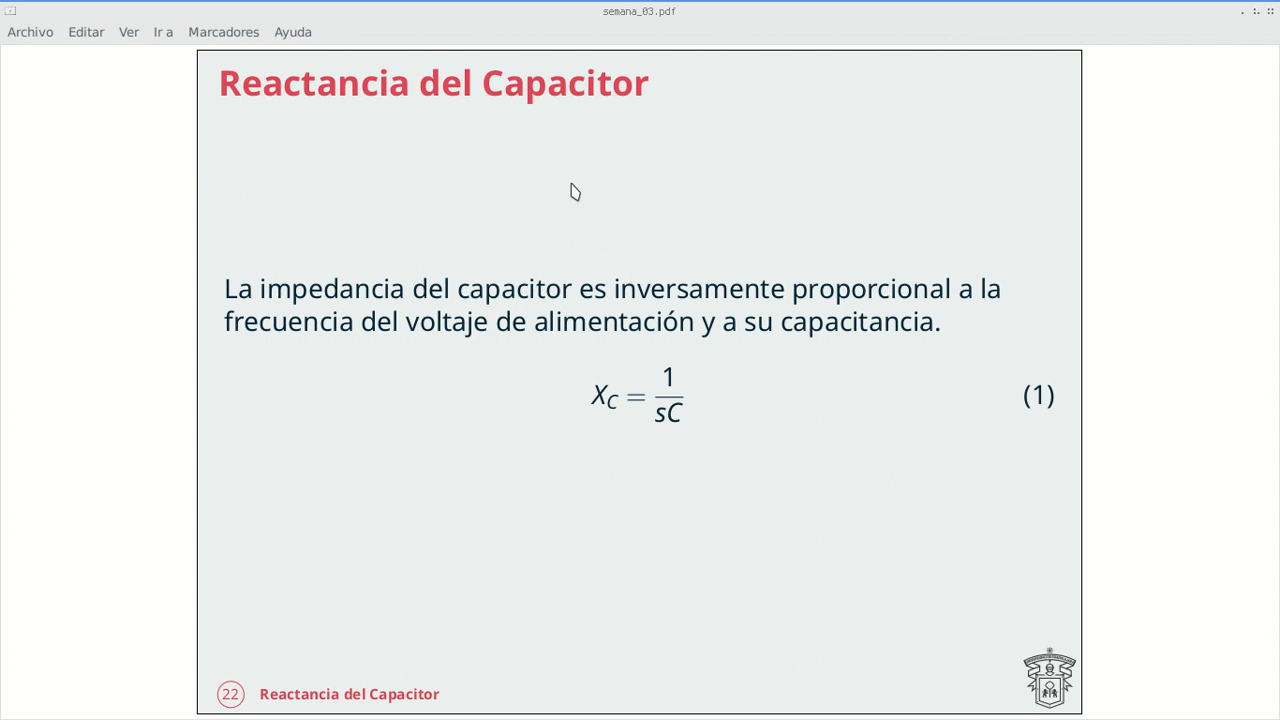 semana_03.pdf
Archivo Editar Ver Ir a Marcadores Ayuda
Reactancia del Capacitor
La impedancia del capacitor es inversamente proporcional a la
frecuencia del voltaje de alimentación y a su capacitancia.
X_C = 1/sC (1)
22 Reactancia del Capacitor